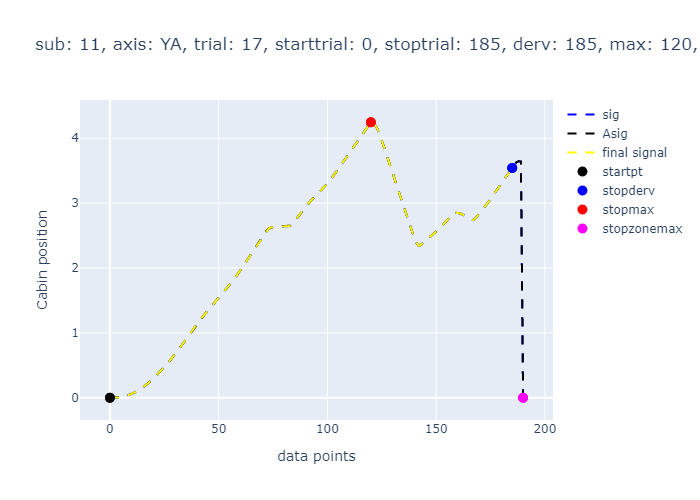 sub: 11, axis: YA, trial: 17, starttrial: 0, stoptrial: 185, derv: 185, max: 120,
sig
Asig
final signal
startpt
stopderv
stopmax
stopzonemax
Cabin position
4
3
2
1
0
0 50 100 150 200
data points